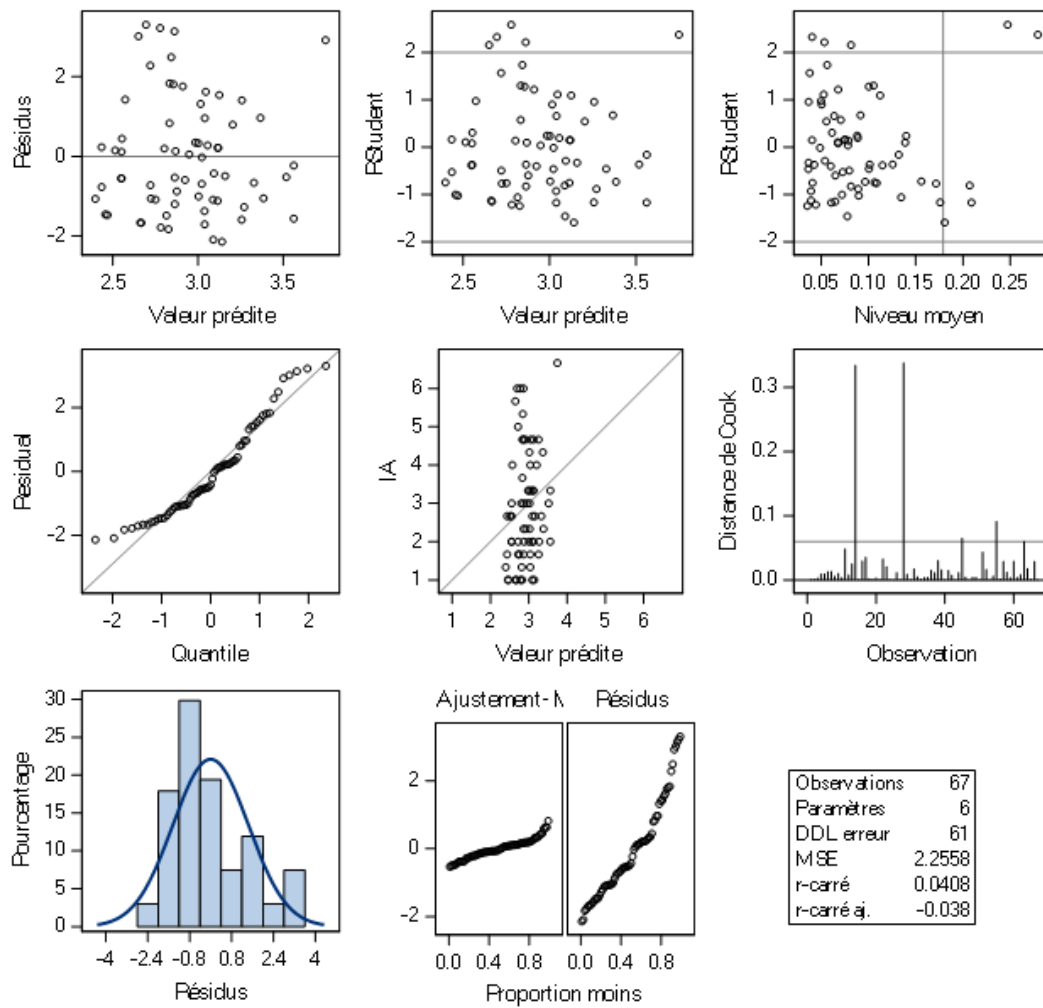 Résidus
2
0
-2
2.5 3.0 3.5
Valeur prédite
RStudent
2
1
0
-1
-2
2.5 3.0 3.5
Valeur prédite
RStudent
2
1
0
-1
-2
0.05 0.10 0.15 0.20 0.25
Niveau moyen
Residual
2
0
-2
-2 -1 0 1 2
Quantile
IA
6
5
4
3
2
1
1 2 3 4 5 6
Valeur prédite
Distance de Cook
0.3
0.2
0.1
0.0
0 20 40 60
Observation
Pourcentage
30
25
20
15
10
5
0
-4 -2.4 -0.8 0.8 2.4 4
Résidus
Ajustement-M
Résidus
2
0
-2
0.0 0.4 0.8 0.0 0.4 0.8
Proportion moins
Observations 67
Paramètres 6
DDL erreur 61
MSE 2.2558
r-carré 0.0408
r-carré aj. -0.038